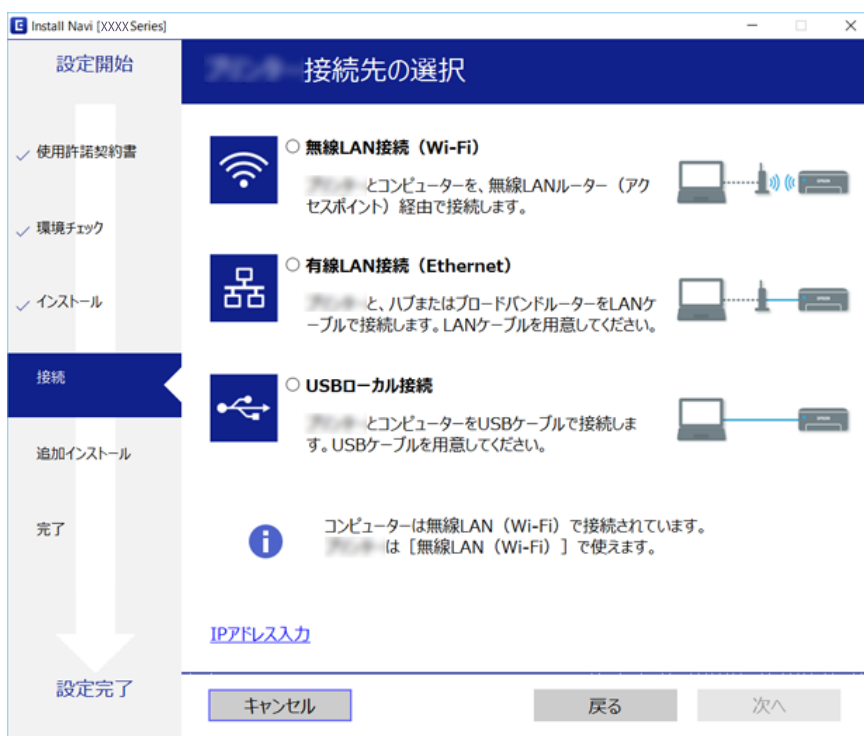 Install Navi [XXXX Series]
設定開始
使用許諾契約書
環境チェック
インストール
接続
追加インストール
完了
設定完了
接続先の選択
無線LAN接続（Wi-Fi）
とコンピューターを、無線LANルーター（アク
セスポイント）経由で接続します。
有線LAN接続（Ethernet）
と、ハブまたはブロードバンドルーターをLANケ
ーブルで接続します。LANケーブルを用意してください。
USBローカル接続
とコンピューターをUSBケーブルで接続しま
す。USBケーブルを用意してください。
コンピューターは無線LAN（Wi-Fi）で接続されています。
は［無線LAN（Wi-Fi）］で使えます。
IPアドレス入力
キャンセル
戻る
次へ